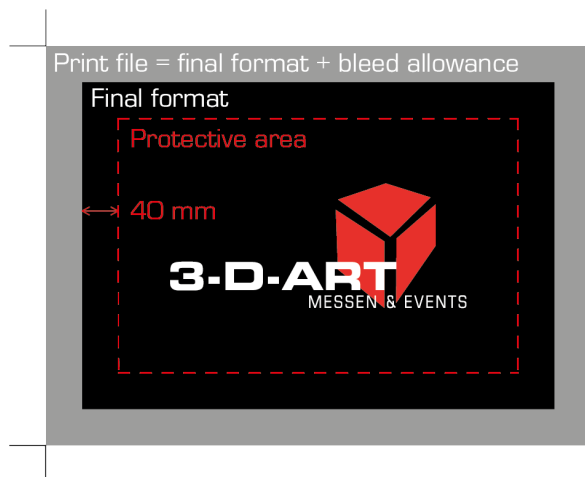 Print file = final format + bleed allowance
Final format
Protective area
40 mm
3-D-ART
MESSEN & EVENTS